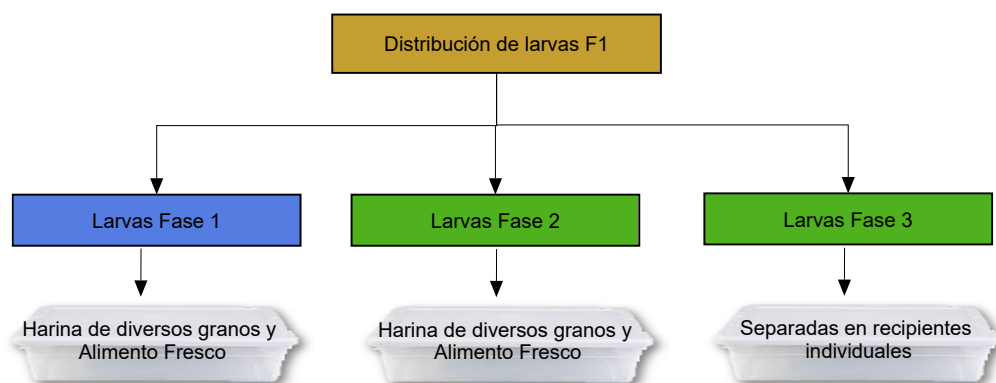 Distribución de larvas F1
Larvas Fase 1
Larvas Fase 2
Larvas Fase 3
Harina de diversos granos y
Alimento Fresco
Harina de diversos granos y
Alimento Fresco
Separadas en recipientes
individuales